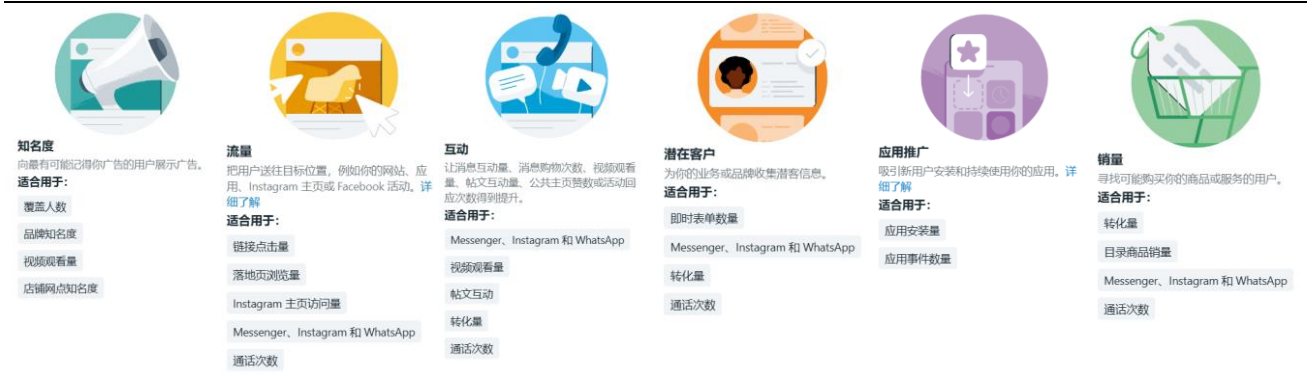 知名度
向最有可能记得你广告的用户展示广告。
适合用于：
覆盖人数
品牌知名度
视频观看量
店铺网点知名度
流量
把用户送往目标位置，例如你的网站、应
用、Instagram 主页或 Facebook 活动。详
细了解
适合用于：
链接点击量
落地页浏览量
Instagram 主页访问量
Messenger、Instagram 和 WhatsApp
通话次数
互动
让消息互动量、消息购物次数、视频观看
量、帖文互动量、公共主页赞数或活动回
应次数得到提升。
适合用于：
Messenger、Instagram 和 WhatsApp
视频观看量
帖文互动
转化量
通话次数
潜在客户
为你的业务或品牌收集潜客信息。
适合用于：
即时表单数量
Messenger、Instagram 和 WhatsApp
转化量
通话次数
应用推广
吸引新用户安装和持续使用你的应用。详
细了解
适合用于：
应用安装量
应用事件数量
销量
寻找可能购买你的商品或服务的用户。
适合用于：
转化量
目录商品销量
Messenger、Instagram 和 WhatsApp
通话次数